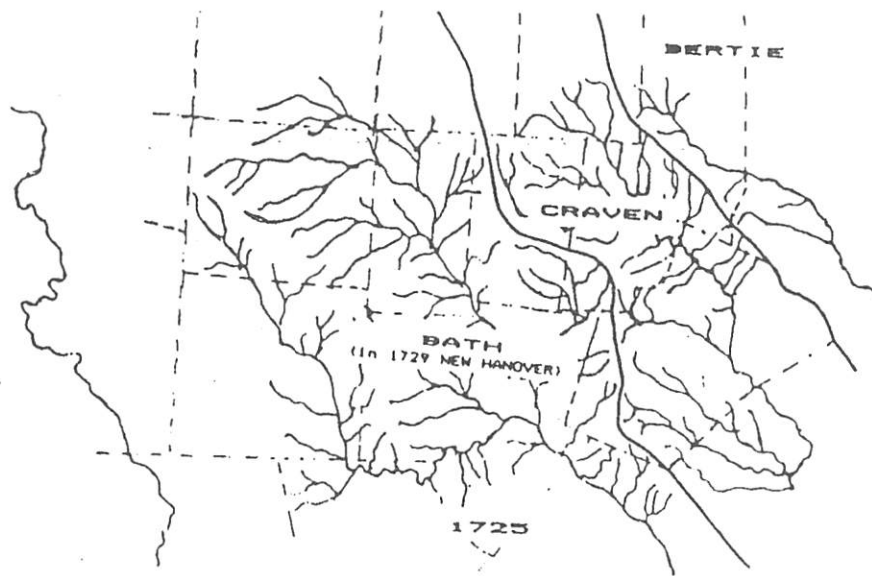 BERTIE
CRAVEN
BATH
(In 1729 NEW HANOVER)
1725